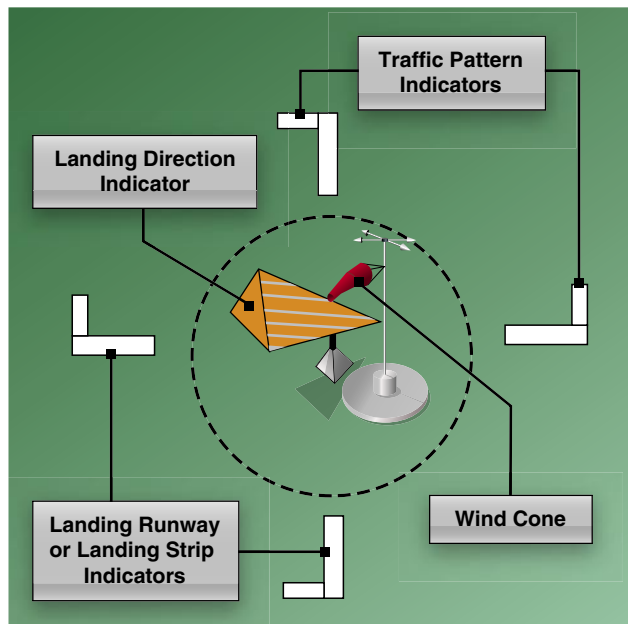 Traffic Pattern
Indicators
Landing Direction
Indicator
Landing Runway
or Landing Strip
Indicators
Wind Cone